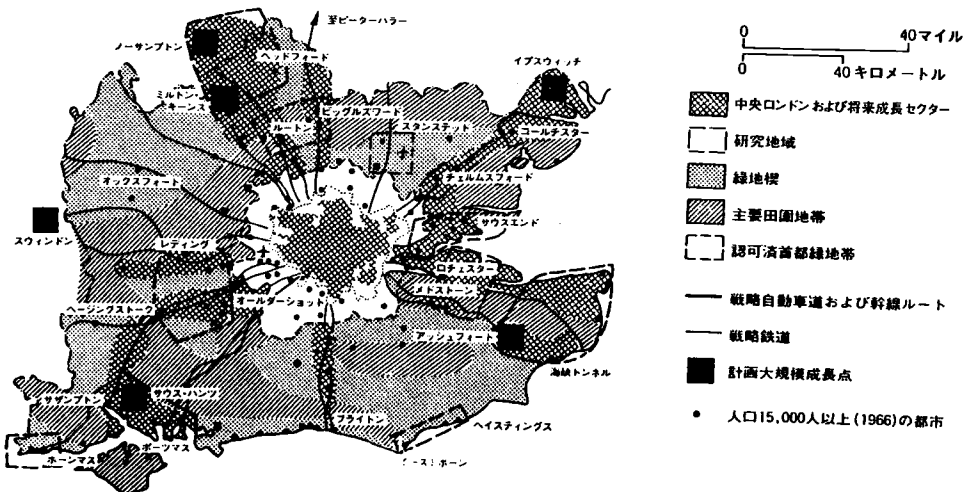 至ピーターハラー
ノーサンプトン
ヘッドフォード
ミルトン・
キーンズ
イプスウィッチ
ルートン
ビッグルスワード
スタンステッド
コールチスター
オックスフォート
チェルムスフォード
サウスエンド
スウィンドン
レディング
ロチェスター
メドストーン
オールダーショット
ベージングストーク
アッシュフォート
海峡トンネル
サザンプトン
サウス・ハンツ
ブライトン
ヘイスティングス
ポーツマス
ホーンマス
0 40マイル
0 40キロメートル
中央ロンドンおよび将来成長セクター
研究地域
緑地楔
主要田園地帯
認可済首都緑地帯
戦略自動車道および幹線ルート
戦略鉄道
計画大規模成長点
人口15,000人以上(1966)の都市